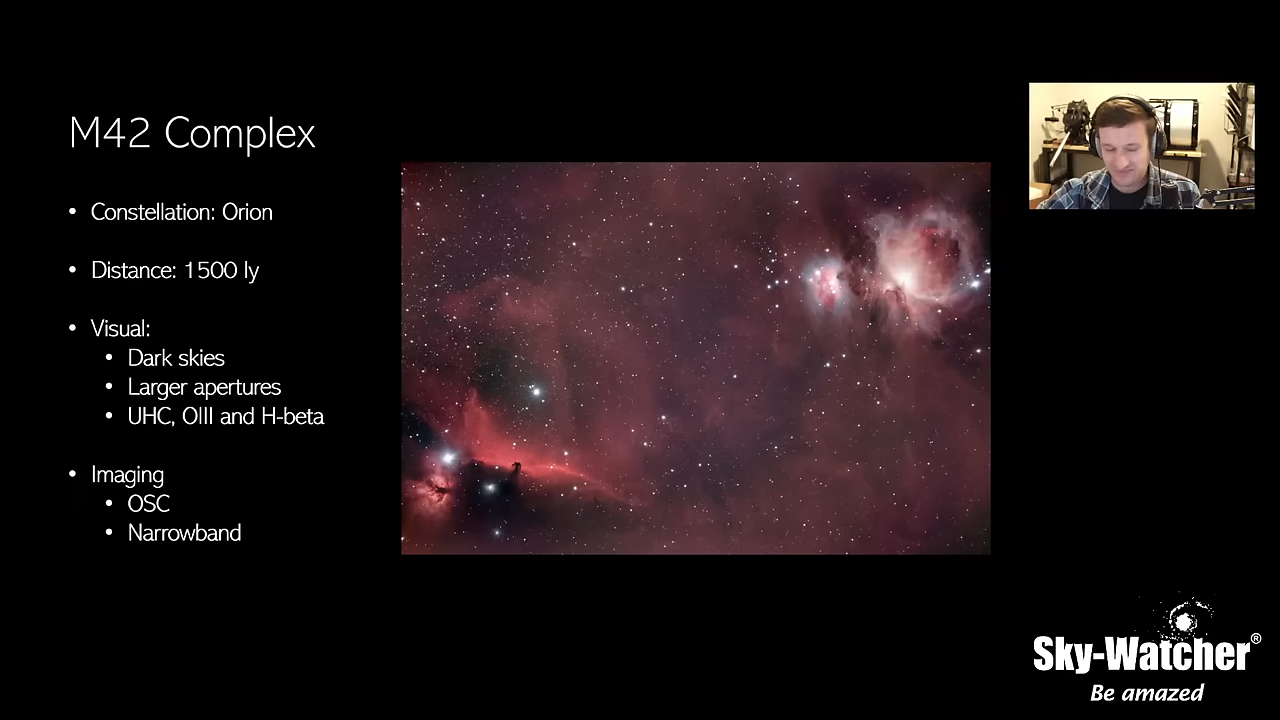 M42 Complex
• Constellation: Orion
• Distance: 1500 ly
• Visual:
• Dark skies
• Larger apertures
• UHC, OIII and H-beta
• Imaging
• OSC
• Narrowband
Sky-Watcher®
Be amazed